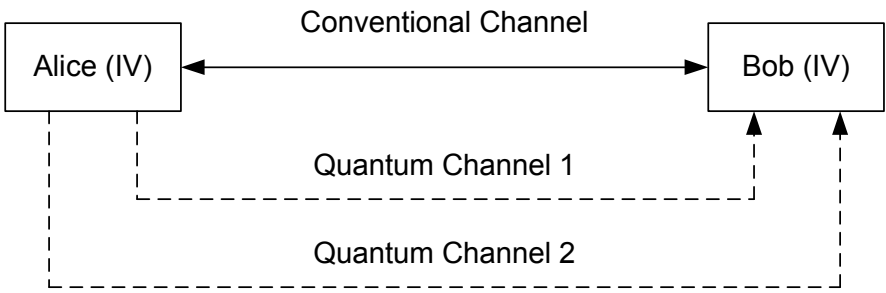 Conventional Channel
Alice (IV)
Bob (IV)
Quantum Channel 1
Quantum Channel 2